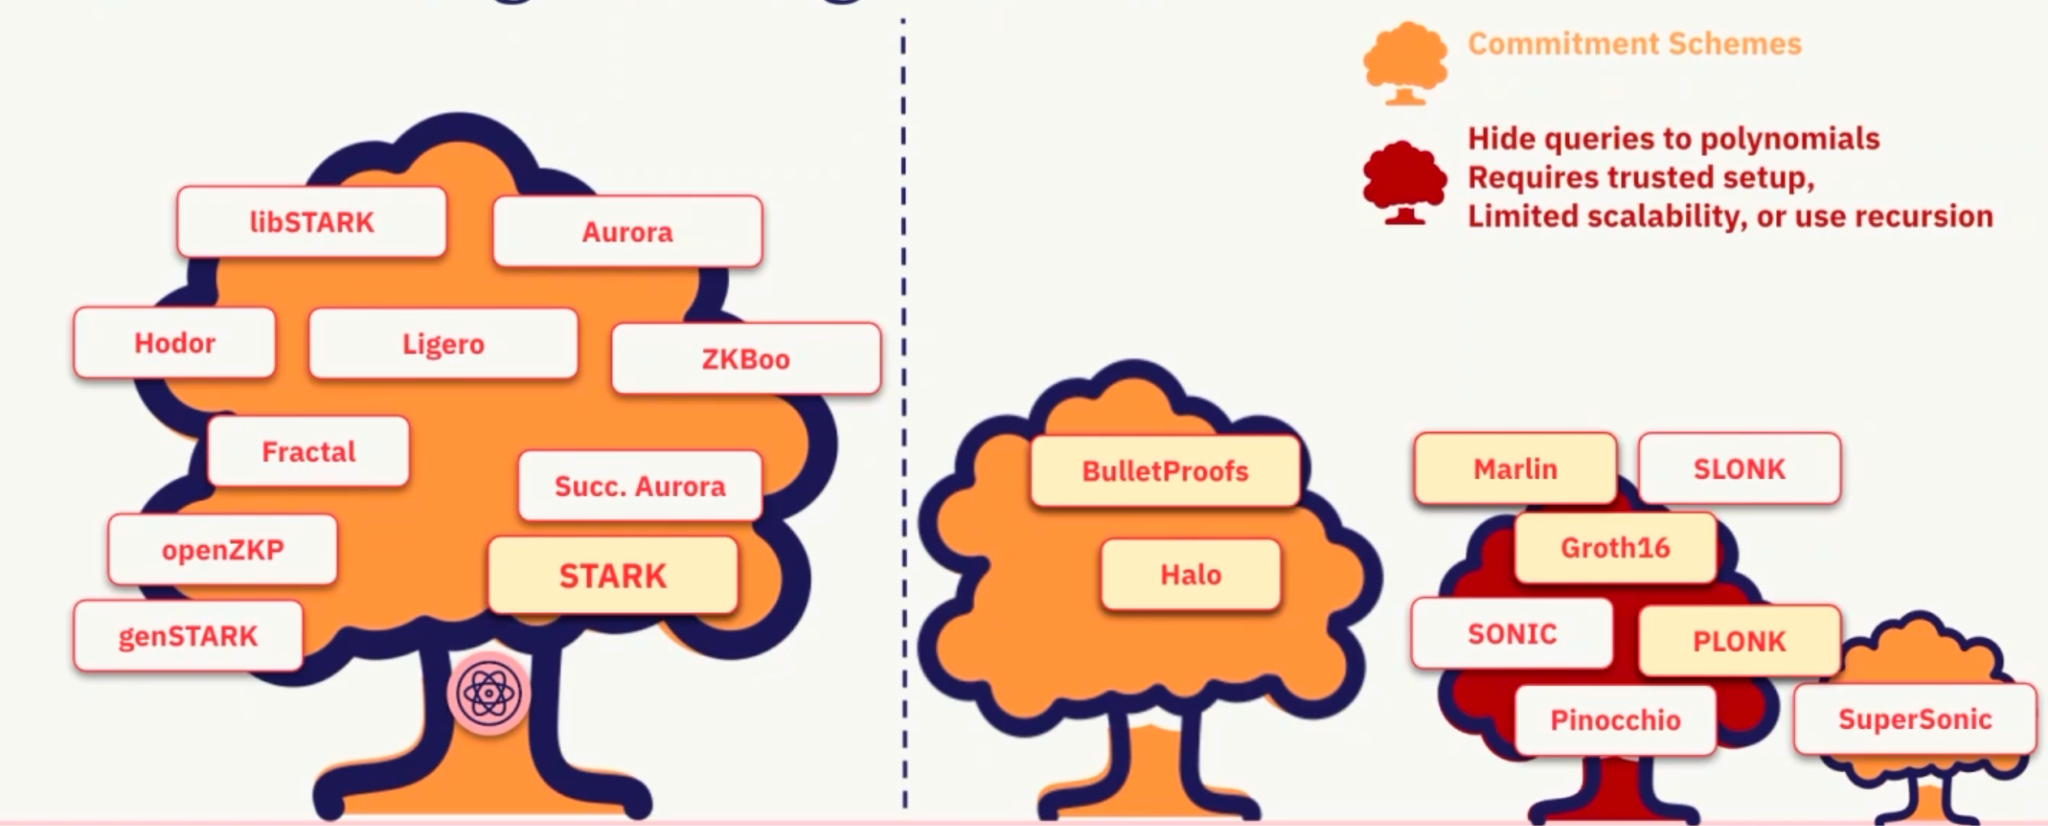 Commitment Schemes
Hide queries to polynomials
Requires trusted setup,
Limited scalability, or use recursion
libSTARK
Aurora
Hodor
Ligero
ZKBoo
Fractal
Succ. Aurora
openZKP
STARK
genSTARK
BulletProofs
Halo
Marlin
SLONK
Groth16
SONIC
PLONK
Pinocchio
SuperSonic